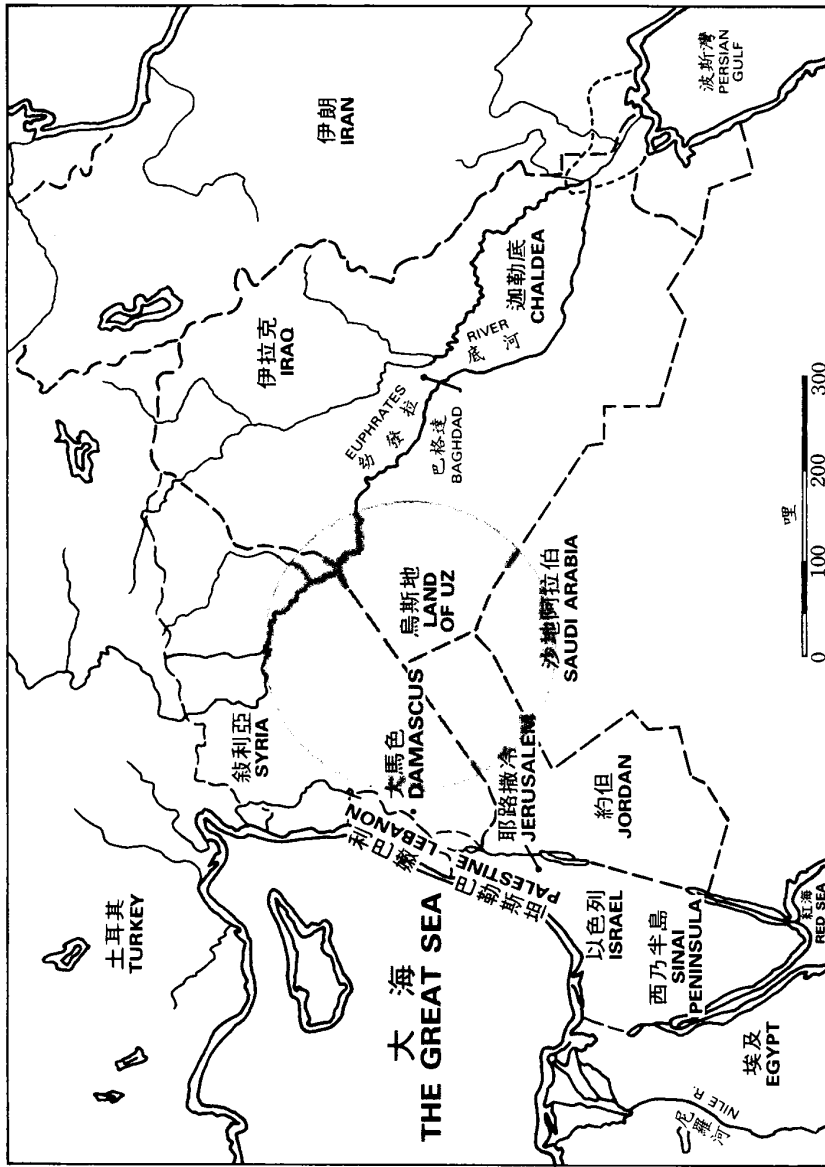 土耳其
TURKEY
大海
THE GREAT SEA
敍利亞
SYRIA
伊拉克
IRAQ
伊朗
IRAN
EUPHRATES
RIVER
底河
巴格達
BAGHDAD
迦勒底
CHALDEA
波斯灣
PERSIAN
GULF
大馬色
DAMASCUS
烏斯地
LAND
OF UZ
LEBANON
利巴嫩
PALESTINE
巴勒斯坦
耶路撒冷
JERUSALEM
沙地阿拉伯
SAUDI ARABIA
約但
JORDAN
以色列
ISRAEL
西乃半島
SINAI
PENINSULA
紅海
RED SEA
埃及
EGYPT
NILE R.
尼羅河
哩
0 100 200 300